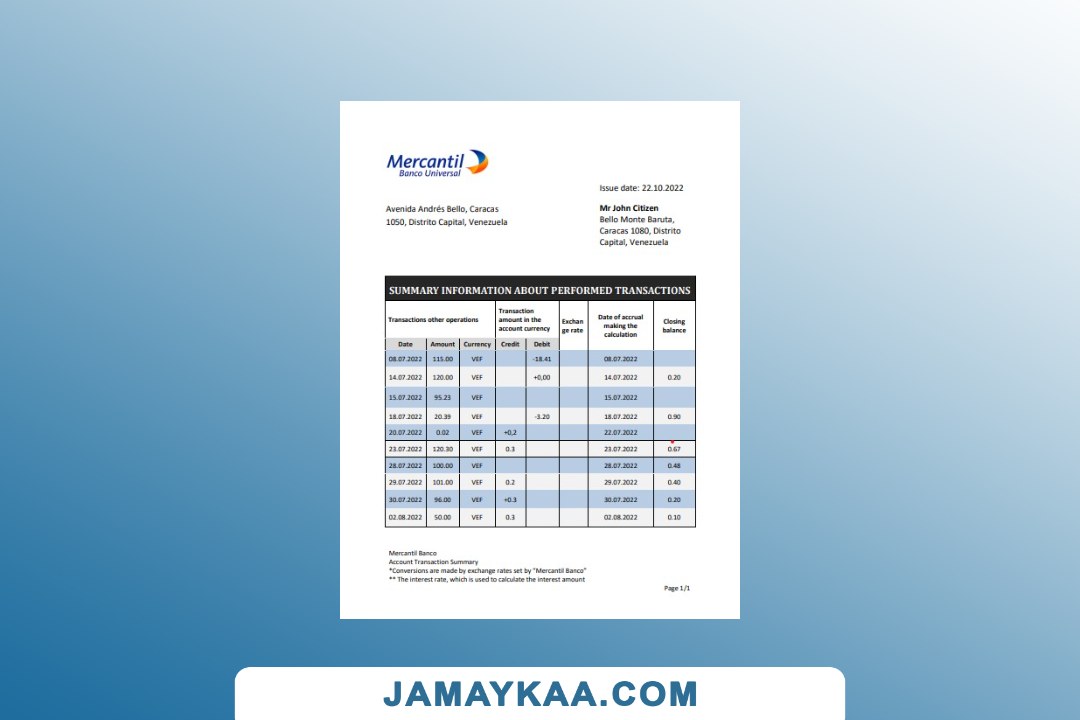 Mercantil
Banco Universal
Issue date: 22.10.2022
Avenida Andrés Bello, Caracas
1050, Distrito Capital, Venezuela
Mr John Citizen
Bello Monte Baruta,
Caracas 1080, Distrito
Capital, Venezuela
SUMMARY INFORMATION ABOUT PERFORMED TRANSACTIONS
Transactions other operations
Transaction
amount in the
account currency
Exchan
ge rate
Date of accrual
making the
calculation
Closing
balance
Date Amount Currency Credit Debit
08.07.2022 115.00 VEF -18.41 08.07.2022
14.07.2022 120.00 VEF +0,00 14.07.2022 0.20
15.07.2022 95.23 VEF 15.07.2022
18.07.2022 20.39 VEF -3.20 18.07.2022 0.90
20.07.2022 0.02 VEF +0,2 22.07.2022
23.07.2022 120.30 VEF 0.3 23.07.2022 0.67
28.07.2022 100.00 VEF 28.07.2022 0.48
29.07.2022 101.00 VEF 0.2 29.07.2022 0.40
30.07.2022 96.00 VEF +0.3 30.07.2022 0.20
02.08.2022 50.00 VEF 0.3 02.08.2022 0.10
Mercantil Banco
Account Transaction Summary
*Conversions are made by exchange rates set by "Mercantil Banco"
** The interest rate, which is used to calculate the interest amount
Page 1/1
JAMAYKAA.COM